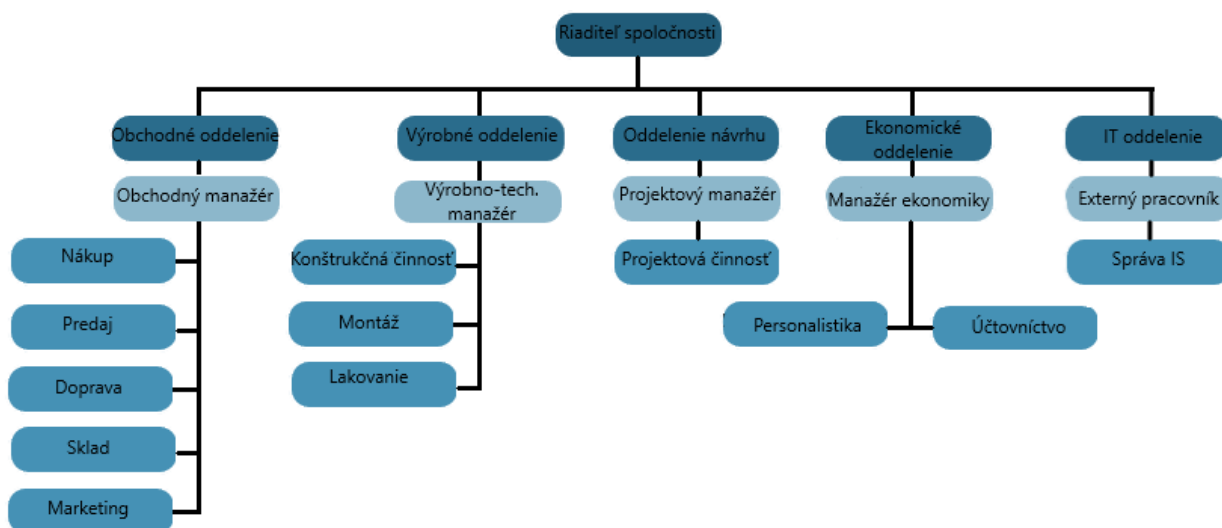 Riaditeľ spoločnosti
Obchodné oddelenie
Výrobné oddelenie
Oddelenie návrhu
Ekonomické
oddelenie
IT oddelenie
Obchodný manažér
Výrobno-tech.
manažér
Projektový manažér
Manažér ekonomiky
Externý pracovník
Nákup
Konštrukčná činnosť
Projektová činnosť
Správa IS
Predaj
Montáž
Personalistika
Účtovníctvo
Doprava
Lakovanie
Sklad
Marketing